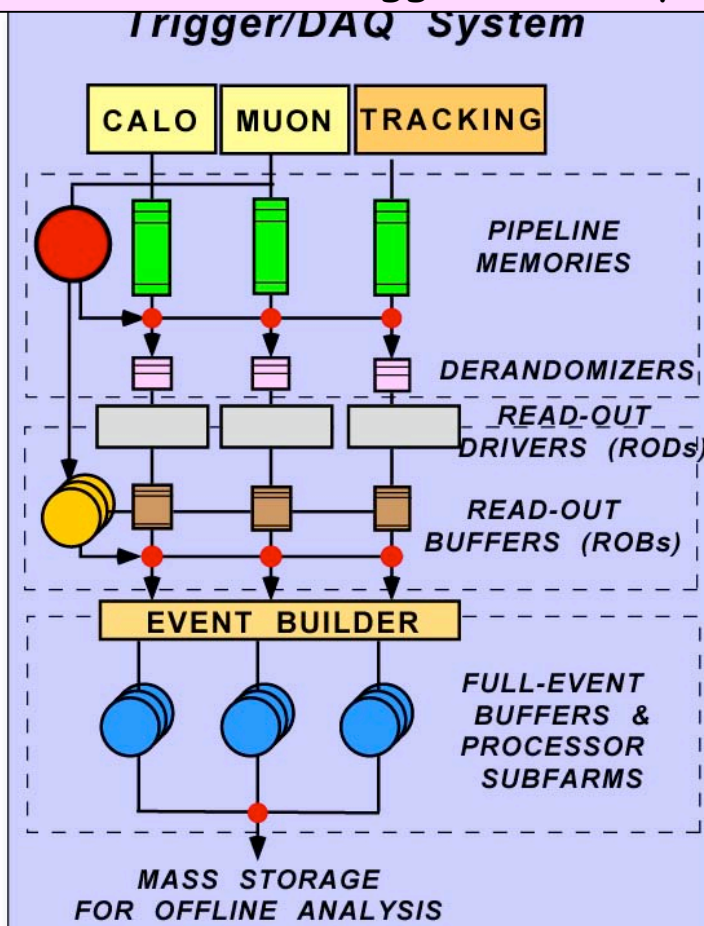 Trigger/DAQ System
CALO MUON TRACKING
PIPELINE
MEMORIES
DERANDOMIZERS
READ-OUT
DRIVERS (RODs)
READ-OUT
BUFFERS (ROBs)
EVENT BUILDER
FULL-EVENT
BUFFERS &
PROCESSOR
SUBFARMS
MASS STORAGE
FOR OFFLINE ANALYSIS